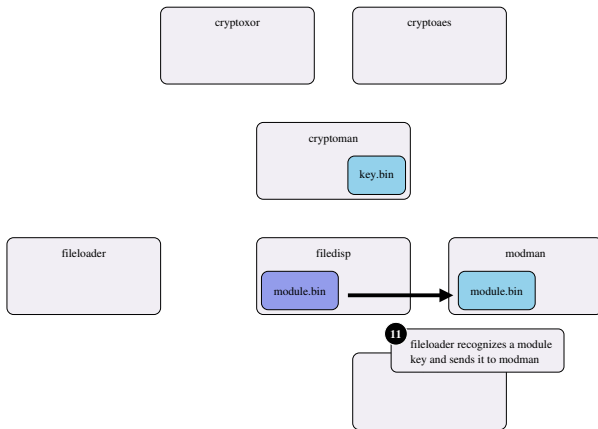 cryptoxor
cryptoaes
cryptoman
key.bin
fileloader
filedisp
modman
module.bin
module.bin
11
fileloader recognizes a module
key and sends it to modman